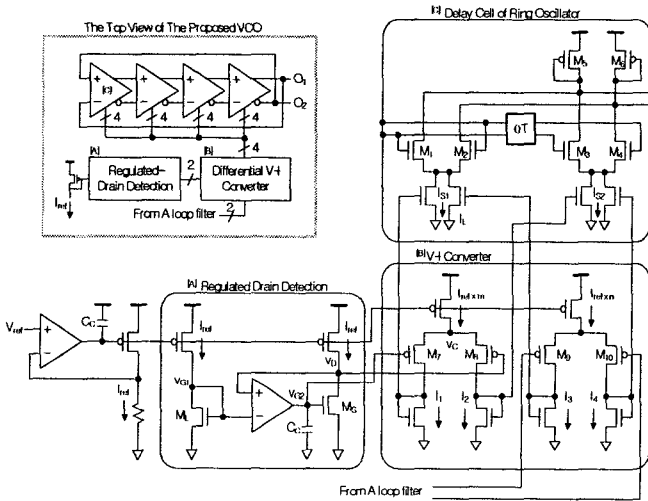 The Top View of The Proposed VCO
[C] Delay Cell of Ring Oscillator
M5
M6
O1
O2
[C]
4
4
4
4
4
[A]
[B]
Regulated-
Drain Detection
2
Differential V-I
Converter
Iref
From A loop filter
2
M1
M2
θT
M3
M4
IS1
IL
IS2
[B] V-I Converter
[A] Regulated Drain Detection
Iref×m
Iref×n
Vref
CC
Iref
Iref
VD
VC
M7
M8
M9
M10
VG1
VG2
Iref
ML
CC
MS
I1
I2
I3
I4
From A loop filter